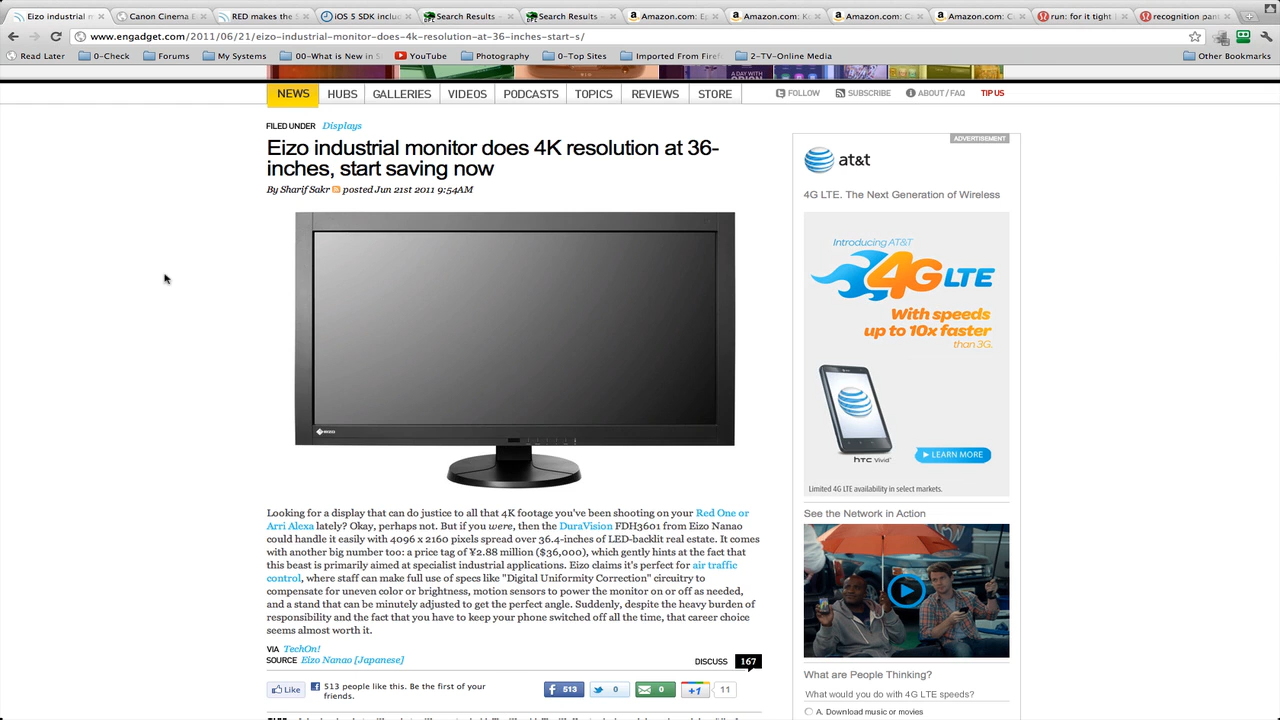 Eizo industrial m
Canon Cinema E
RED makes the S
iOS 5 SDK includ
Search Results –
Search Results –
Amazon.com: Ep
Amazon.com: Ko
Amazon.com: Ca
Amazon.com: Ca
run: for it tight
recognition pan
www.engadget.com/2011/06/21/eizo-industrial-monitor-does-4k-resolution-at-36-inches-start-s/
Read Later
0-Check
Forums
My Systems
00-What is New in S
YouTube
Photography
0-Top Sites
Imported From Firef
2-TV-Online Media
Other Bookmarks
A DAY WITH
NEWS HUBS GALLERIES VIDEOS PODCASTS TOPICS REVIEWS STORE
FOLLOW SUBSCRIBE ABOUT / FAQ TIP US
FILED UNDER Displays
Eizo industrial monitor does 4K resolution at 36-
inches, start saving now
By Sharif Sakr posted Jun 21st 2011 9:54AM
EIZO
Looking for a display that can do justice to all that 4K footage you've been shooting on your Red One or
Arri Alexa lately? Okay, perhaps not. But if you were, then the DuraVision FDH3601 from Eizo Nanao
could handle it easily with 4096 x 2160 pixels spread over 36.4-inches of LED-backlit real estate. It comes
with another big number too: a price tag of ¥2.88 million ($36,000), which gently hints at the fact that
this beast is primarily aimed at specialist industrial applications. Eizo claims it's perfect for air traffic
control, where staff can make full use of specs like "Digital Uniformity Correction" circuitry to
compensate for uneven color or brightness, motion sensors to power the monitor on or off as needed,
and a stand that can be minutely adjusted to get the perfect angle. Suddenly, despite the heavy burden of
responsibility and the fact that you have to keep your phone switched off all the time, that career choice
seems almost worth it.
VIA TechOn!
SOURCE Eizo Nanao [Japanese]
DISCUSS 167
Like
513 people like this. Be the first of your
friends.
513
0
0
+1
11
ADVERTISEMENT
at&t
4G LTE. The Next Generation of Wireless
Introducing AT&T
4G LTE
With speeds
up to 10x faster
than 3G.
htc Vivid
LEARN MORE
Limited 4G LTE availability in select markets.
See the Network in Action
What are People Thinking?
What would you do with 4G LTE speeds?
A. Download music or movies